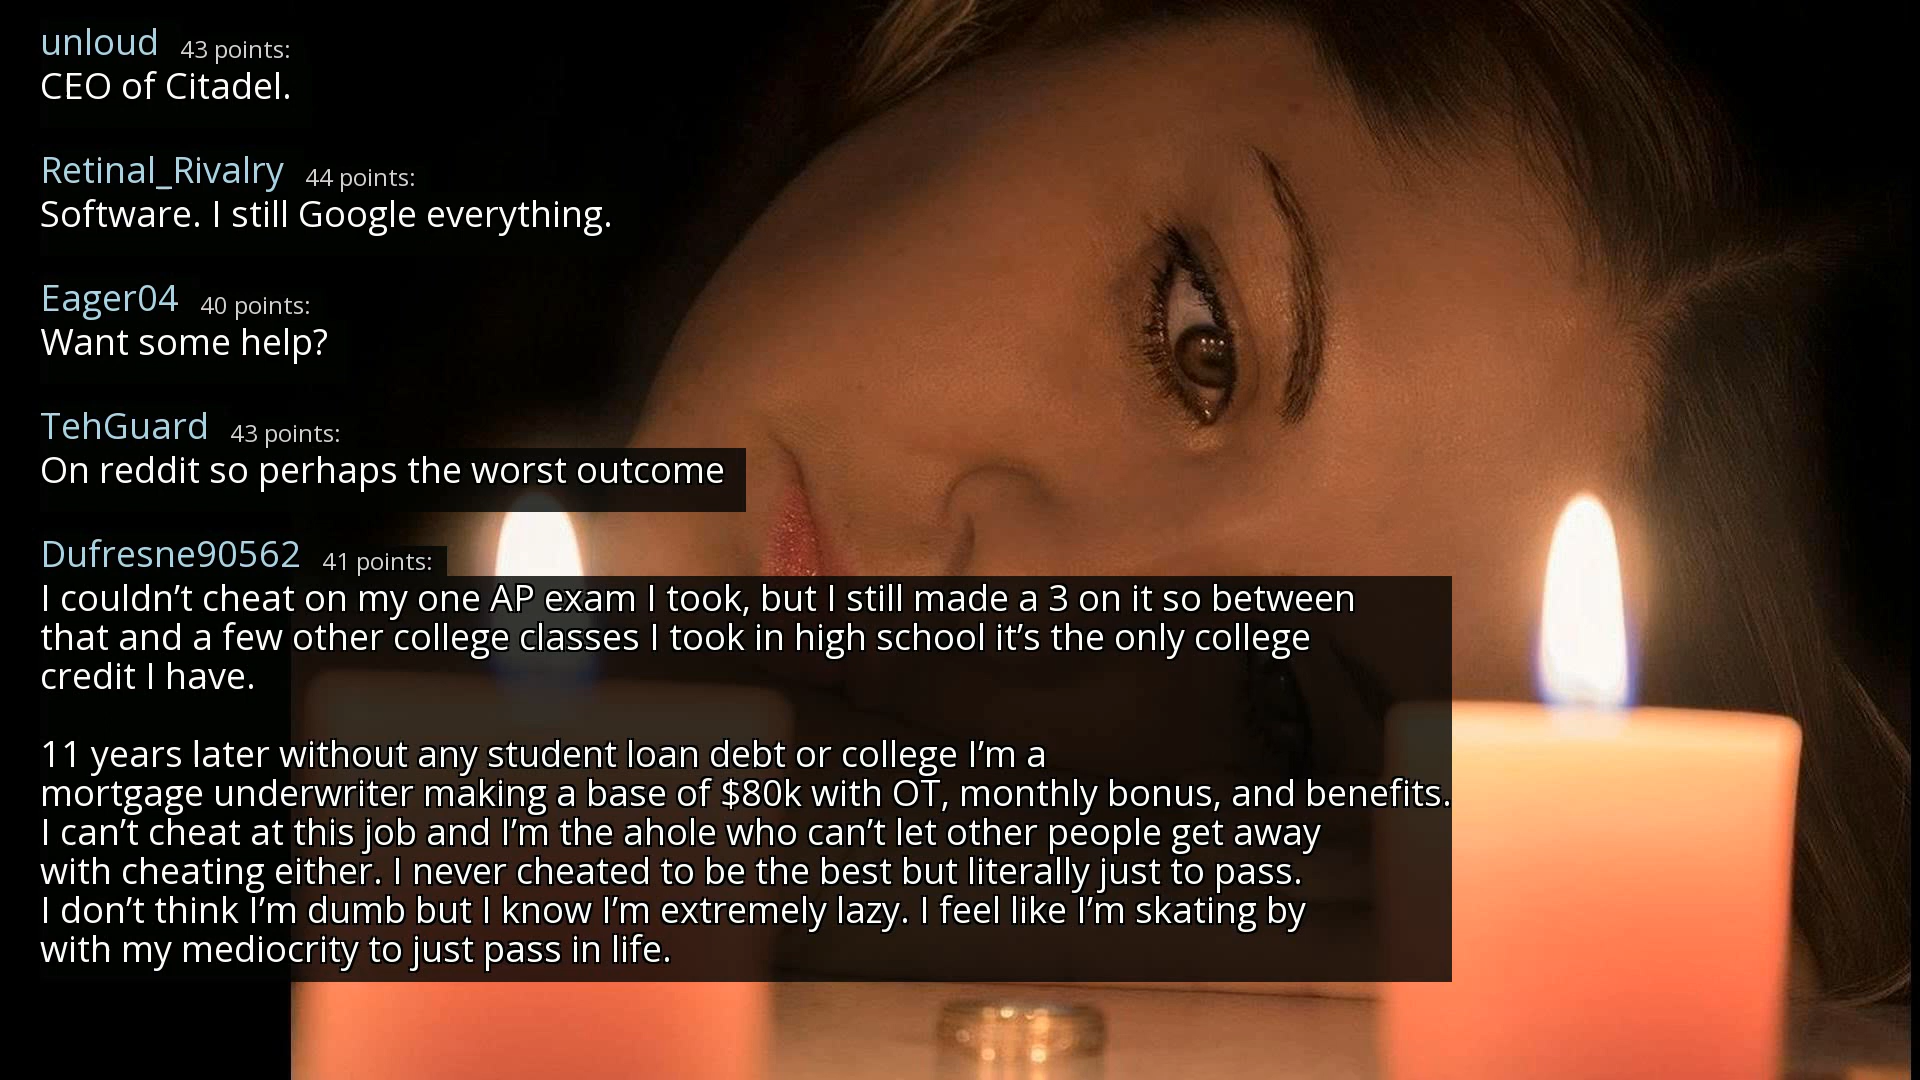 unloud 43 points:
CEO of Citadel.
Retinal_Rivalry 44 points:
Software. I still Google everything.
Eager04 40 points:
Want some help?
TehGuard 43 points:
On reddit so perhaps the worst outcome
Dufresne90562 41 points:
I couldn’t cheat on my one AP exam I took, but I still made a 3 on it so between
that and a few other college classes I took in high school it’s the only college
credit I have.
11 years later without any student loan debt or college I’m a
mortgage underwriter making a base of $80k with OT, monthly bonus, and benefits.
I can’t cheat at this job and I’m the ahole who can’t let other people get away
with cheating either. I never cheated to be the best but literally just to pass.
I don’t think I’m dumb but I know I’m extremely lazy. I feel like I’m skating by
with my mediocrity to just pass in life.